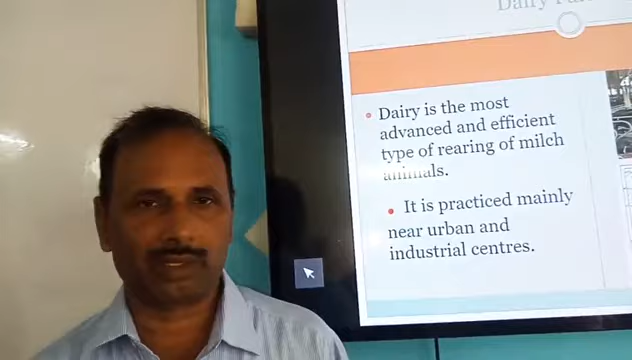 Dairy
Dairy is the most
advanced and efficient
type of rearing of milch
animals.
It is practiced mainly
near urban and
industrial centres.